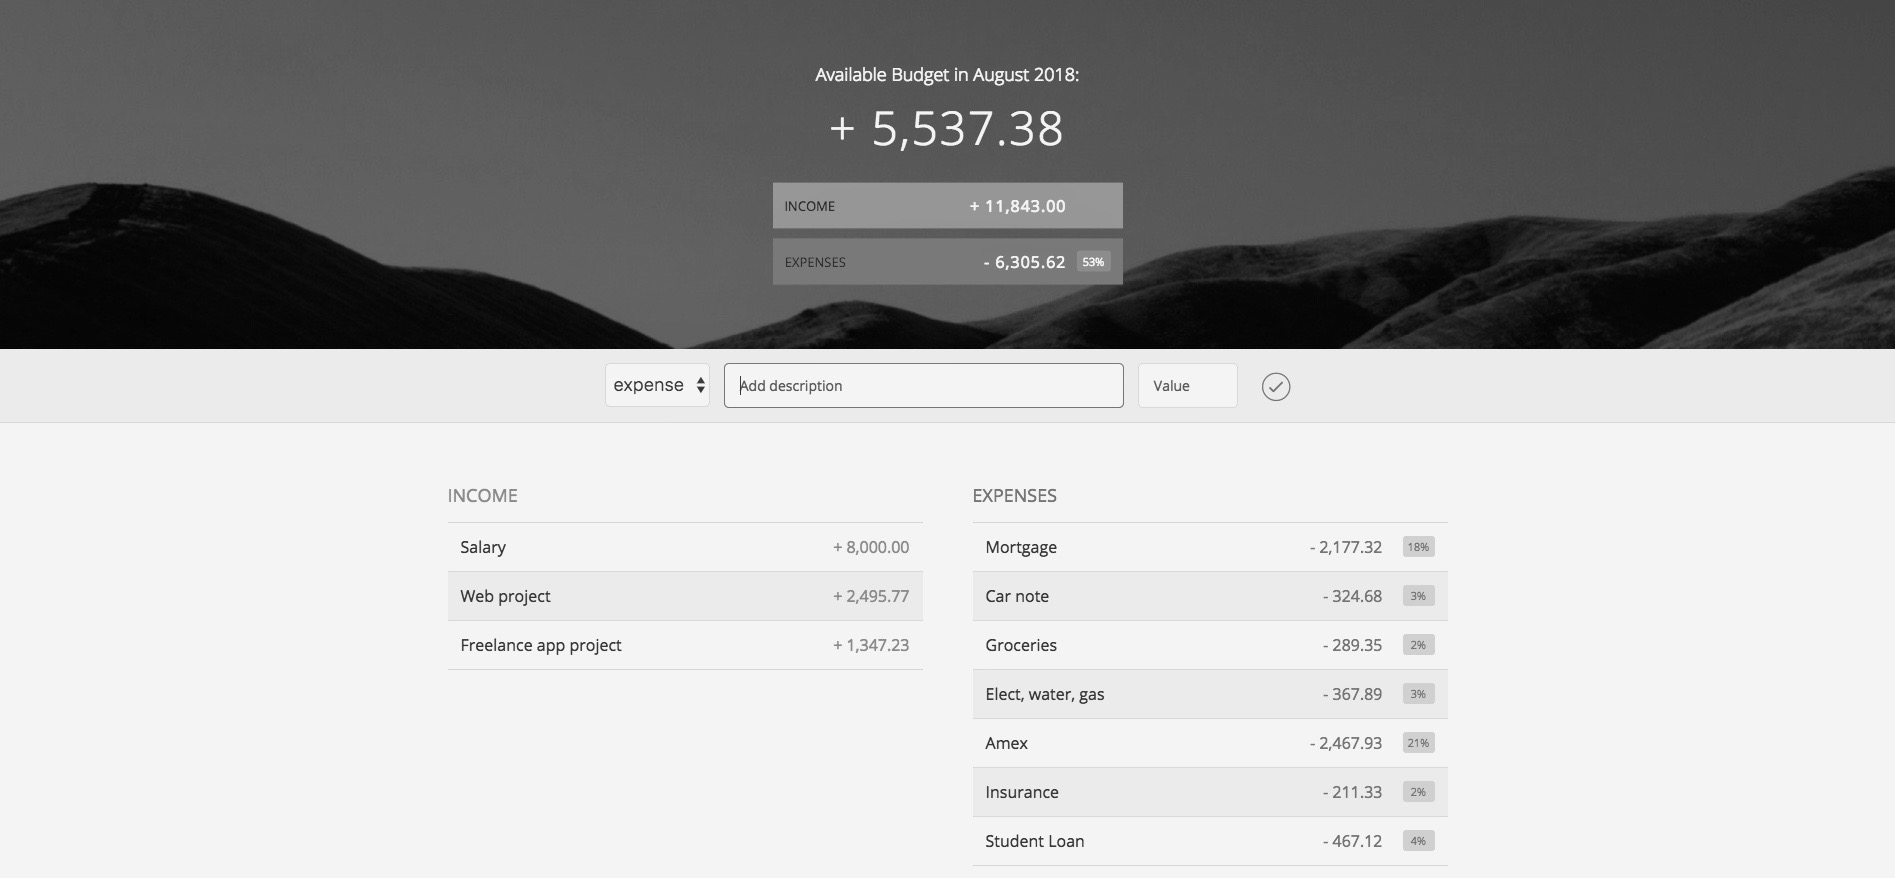 Available Budget in August 2018:
+ 5,537.38
INCOME + 11,843.00
EXPENSES - 6,305.62 53%
expense Add description Value
INCOME
Salary + 8,000.00
Web project + 2,495.77
Freelance app project + 1,347.23
EXPENSES
Mortgage - 2,177.32 18%
Car note - 324.68 3%
Groceries - 289.35 2%
Elect, water, gas - 367.89 3%
Amex - 2,467.93 21%
Insurance - 211.33 2%
Student Loan - 467.12 4%